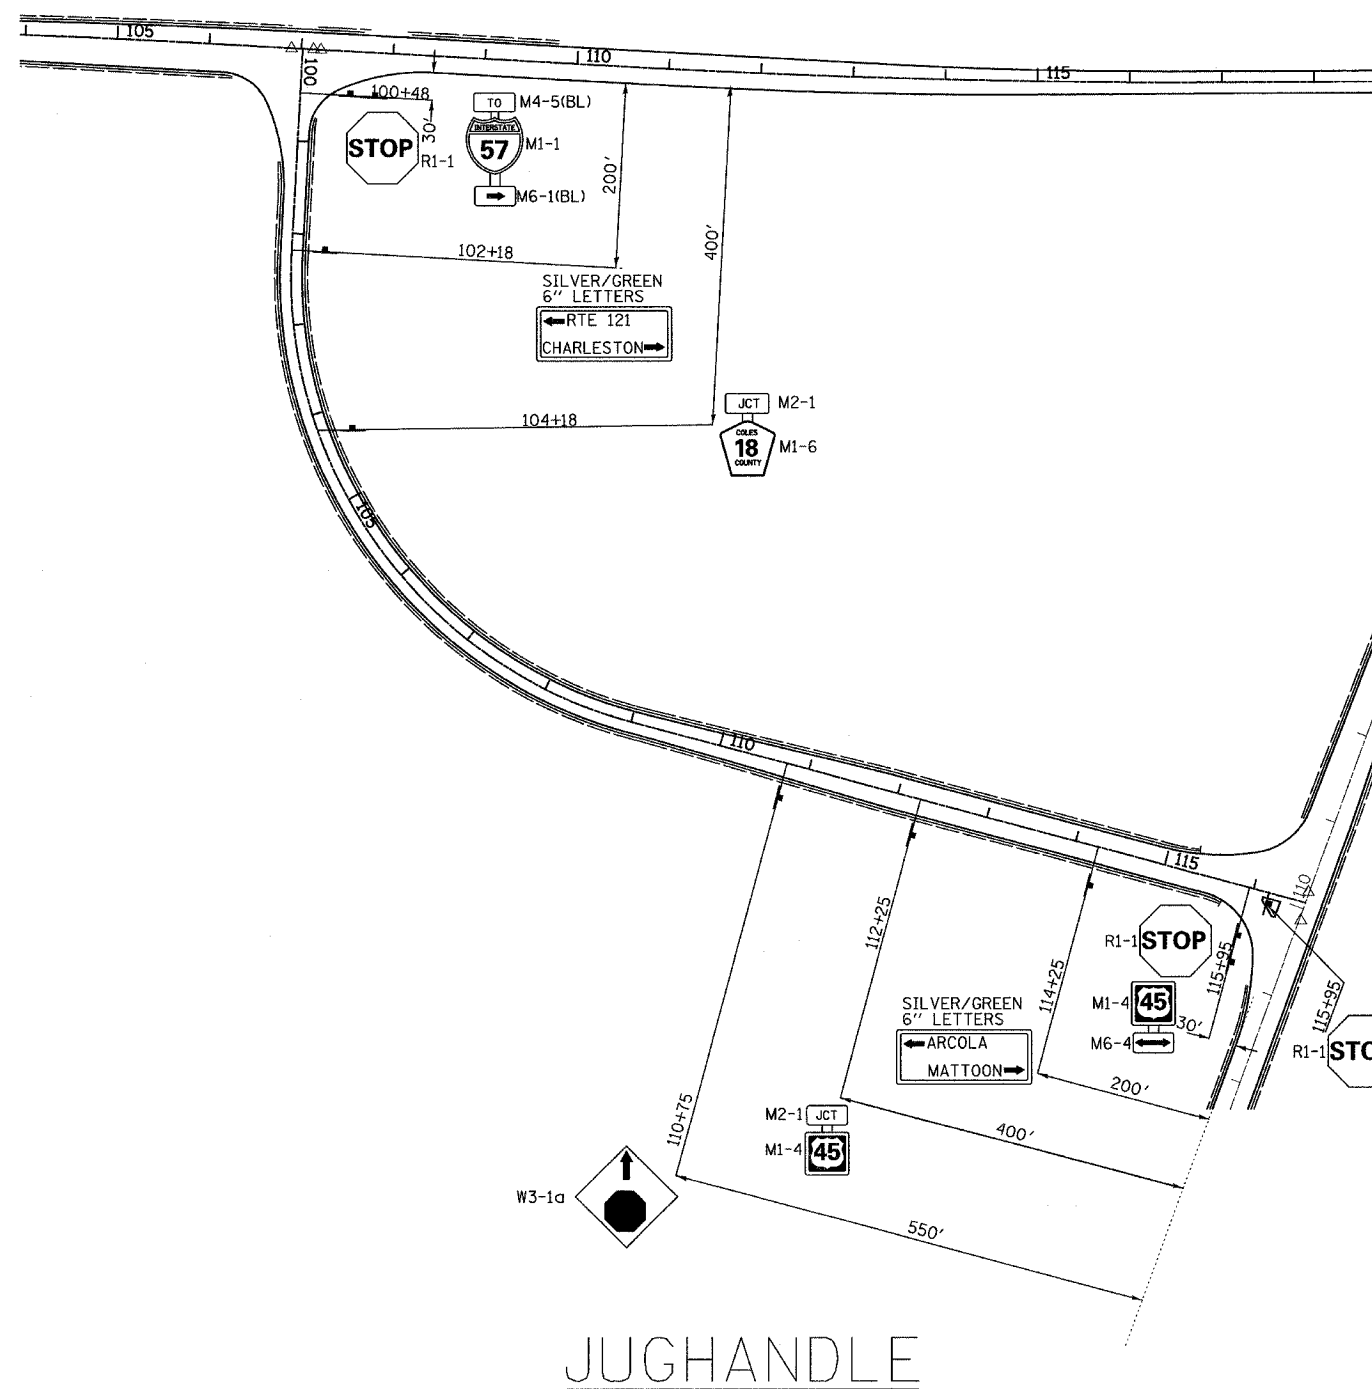 105
110
115
100
100+48
30'
STOP
R1-1
TO
M4-5(BL)
INTERSTATE
57
M1-1
M6-1(BL)
200'
400'
102+18
SILVER/GREEN
6" LETTERS
RTE 121
CHARLESTON
104+18
JCT
M2-1
COLES
18
COUNTY
M1-6
105
110
115
110
110+75
112+25
114+25
115+95
R1-1
STOP
M1-4
45
M6-4
30'
115+95
R1-1
STO
SILVER/GREEN
6" LETTERS
ARCOLA
MATTOON
200'
400'
M2-1
JCT
M1-4
45
W3-1a
550'
JUGHANDLE